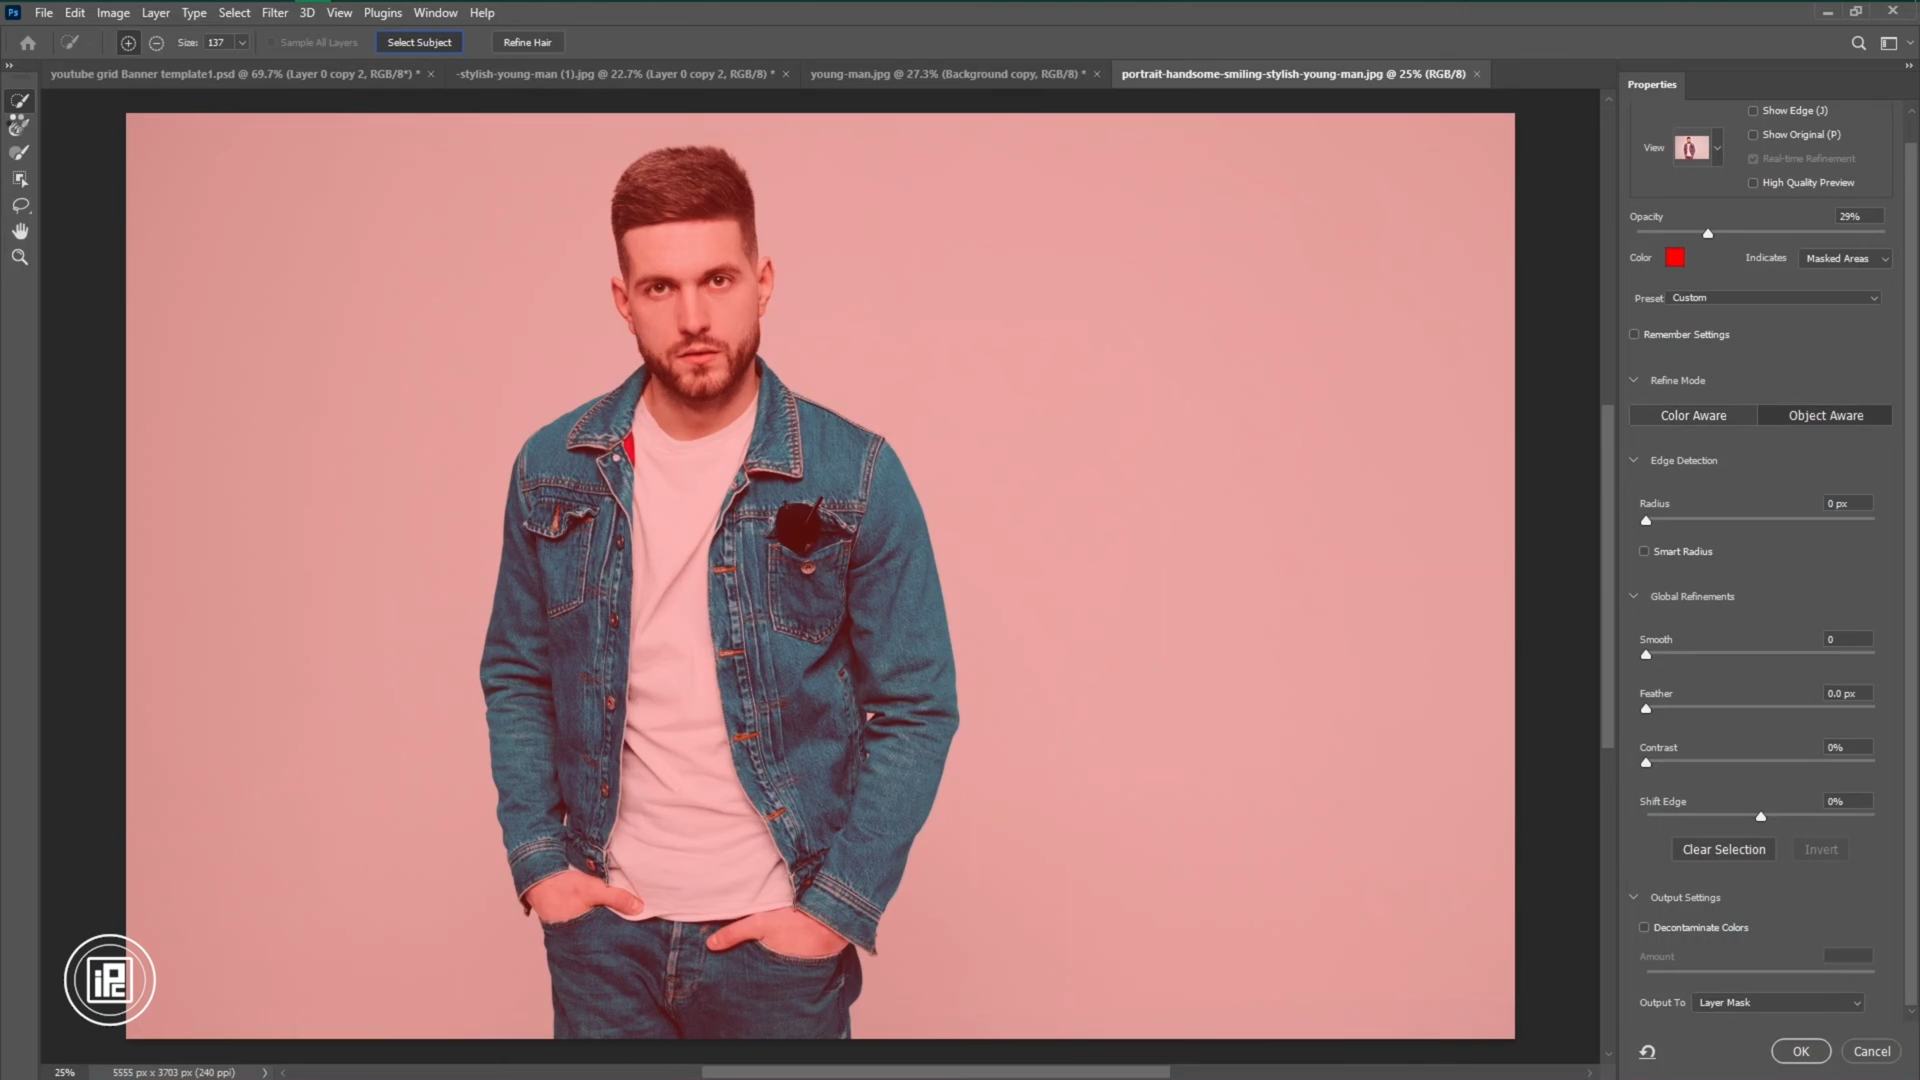 Ps File Edit Image Layer Type Select Filter 3D View Plugins Window Help
Size: 137 Sample All Layers Select Subject Refine Hair
youtube grid Banner template1.psd @ 69.7% (Layer 0 copy 2, RGB/8*) * × -stylish-young-man (1).jpg @ 22.7% (Layer 0 copy 2, RGB/8) * × young-man.jpg @ 27.3% (Background copy, RGB/8) * × portrait-handsome-smiling-stylish-young-man.jpg @ 25% (RGB/8) ×
Properties
Show Edge (J)
Show Original (P)
View
Real-time Refinement
High Quality Preview
Opacity 29%
Color Indicates Masked Areas
Preset Custom
Remember Settings
Refine Mode
Color Aware Object Aware
Edge Detection
Radius 0 px
Smart Radius
Global Refinements
Smooth 0
Feather 0.0 px
Contrast 0%
Shift Edge 0%
Clear Selection Invert
Output Settings
Decontaminate Colors
Amount
Output To Layer Mask
OK Cancel
iPc
25% 5555 px x 3703 px (240 ppi)